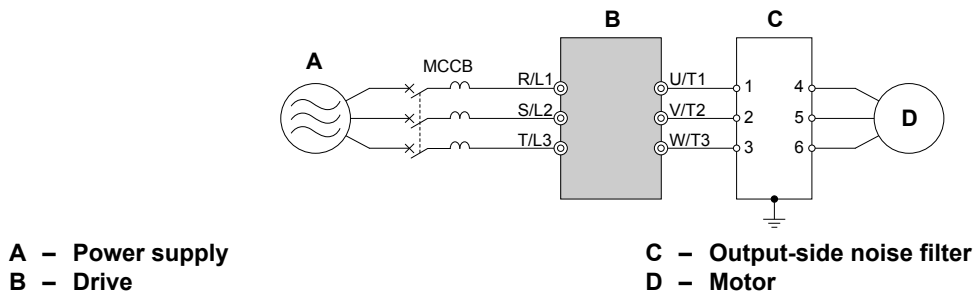 B C
A MCCB
R/L1 U/T1 1 4
S/L2 V/T2 2 5 D
T/L3 W/T3 3 6
A – Power supply
B – Drive
C – Output-side noise filter
D – Motor